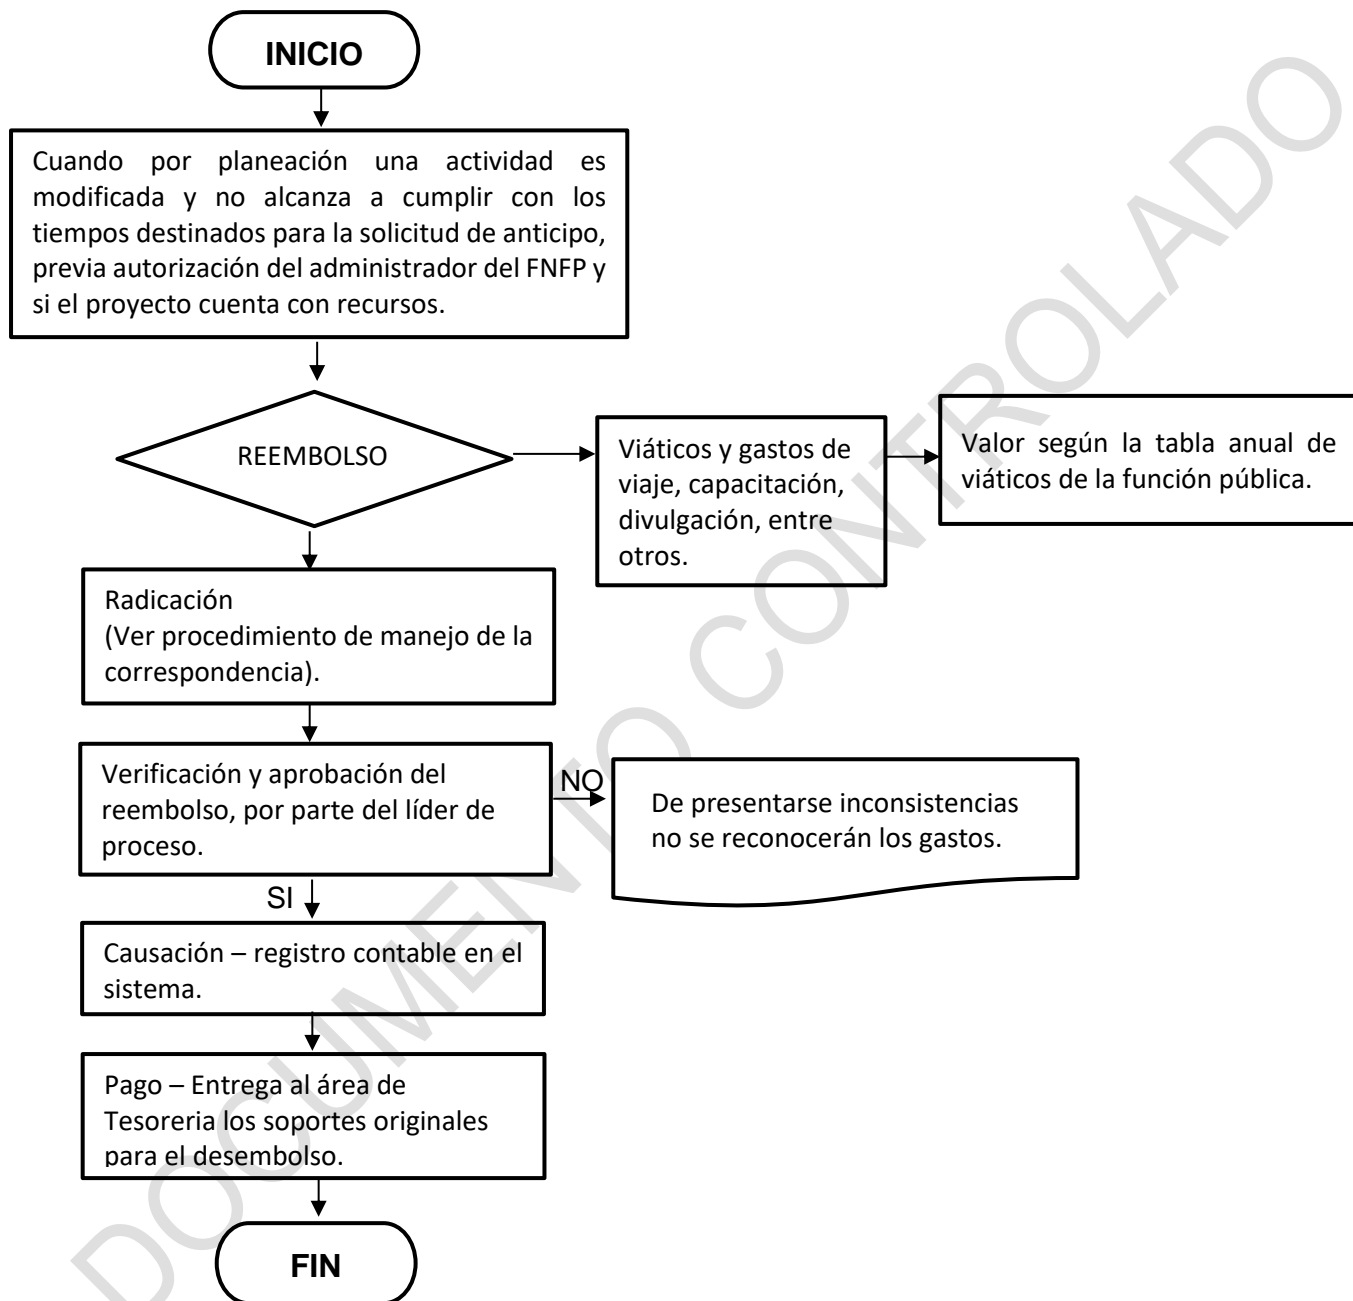 INICIO
Cuando por planeación una actividad es
modificada y no alcanza a cumplir con los
tiempos destinados para la solicitud de anticipo,
previa autorización del administrador del FNFP y
si el proyecto cuenta con recursos.
REEMBOLSO
Viáticos y gastos de
viaje, capacitación,
divulgación, entre
otros.
Valor según la tabla anual de
viáticos de la función pública.
Radicación
(Ver procedimiento de manejo de la
correspondencia).
Verificación y aprobación del
reembolso, por parte del líder de
proceso.
NO
De presentarse inconsistencias
no se reconocerán los gastos.
SI
Causación – registro contable en el
sistema.
Pago – Entrega al área de
Tesoreria los soportes originales
para el desembolso.
FIN
DOCUMENTO CONTROLADO